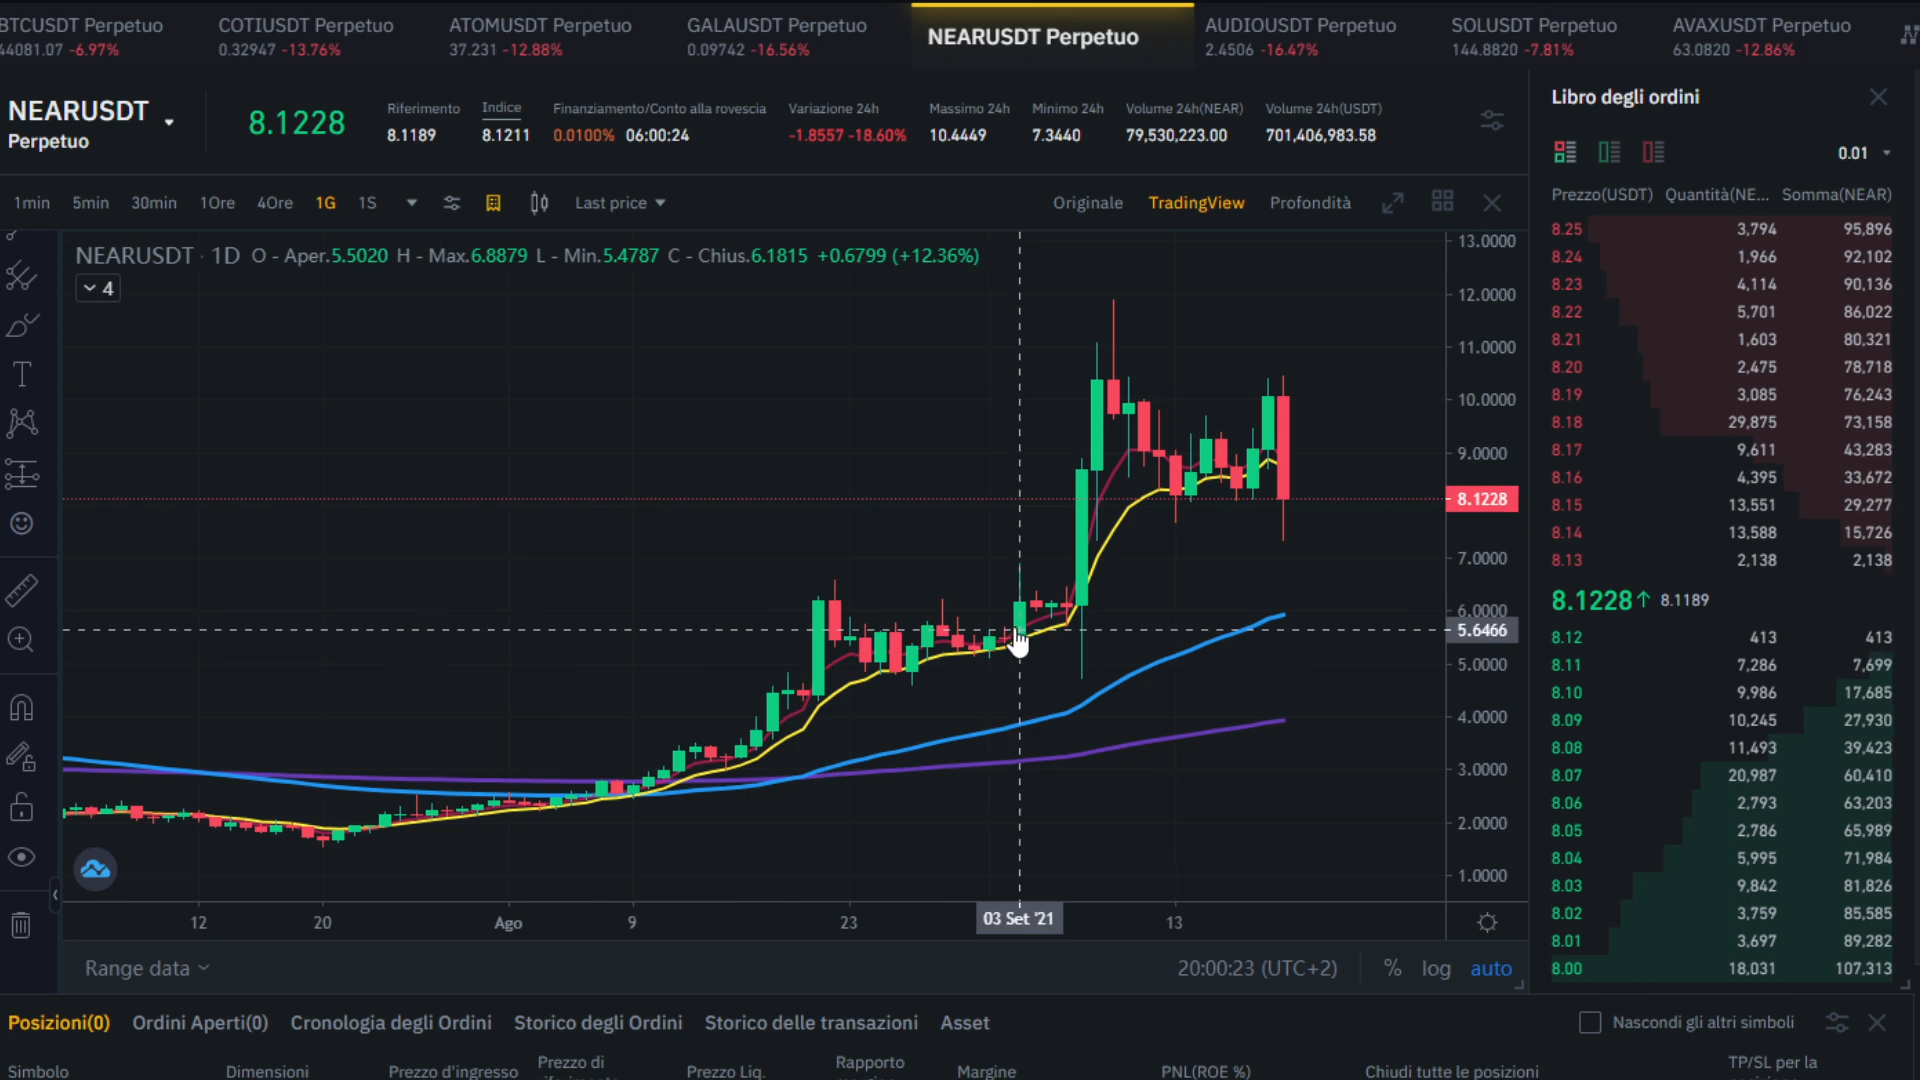 BTCUSDT Perpetuo COTIUSDT Perpetuo ATOMUSDT Perpetuo GALAUSDT Perpetuo NEARUSDT Perpetuo AUDIOUSDT Perpetuo SOLUSDT Perpetuo AVAXUSDT Perpetuo
44081.07 -6.97% 0.32947 -13.76% 37.231 -12.88% 0.09742 -16.56% 2.4506 -16.47% 144.8820 -7.81% 63.0820 -12.86%
NEARUSDT
Perpetuo
8.1228
Riferimento Indice Finanziamento/Conto alla rovescia Variazione 24h Massimo 24h Minimo 24h Volume 24h(NEAR) Volume 24h(USDT)
8.1189 8.1211 0.0100% 06:00:24 -1.8557 -18.60% 10.4449 7.3440 79,530,223.00 701,406,983.58
1min 5min 30min 1Ore 4Ore 1G 1S Last price Originale TradingView Profondità
NEARUSDT · 1D O - Aper.5.5020 H - Max.6.8879 L - Min.5.4787 C - Chius.6.1815 +0.6799 (+12.36%)
4
13.0000
12.0000
11.0000
10.0000
9.0000
8.1228
7.0000
6.0000
5.6466
5.0000
4.0000
3.0000
2.0000
1.0000
12 20 Ago 9 23 03 Set '21 13
Range data 20:00:23 (UTC+2) % log auto
Libro degli ordini
0.01
Prezzo(USDT) Quantità(NE... Somma(NEAR)
8.25 3,794 95,896
8.24 1,966 92,102
8.23 4,114 90,136
8.22 5,701 86,022
8.21 1,603 80,321
8.20 2,475 78,718
8.19 3,085 76,243
8.18 29,875 73,158
8.17 9,611 43,283
8.16 4,395 33,672
8.15 13,551 29,277
8.14 13,588 15,726
8.13 2,138 2,138
8.1228↑ 8.1189
8.12 413 413
8.11 7,286 7,699
8.10 9,986 17,685
8.09 10,245 27,930
8.08 11,493 39,423
8.07 20,987 60,410
8.06 2,793 63,203
8.05 2,786 65,989
8.04 5,995 71,984
8.03 9,842 81,826
8.02 3,759 85,585
8.01 3,697 89,282
8.00 18,031 107,313
Posizioni(0) Ordini Aperti(0) Cronologia degli Ordini Storico degli Ordini Storico delle transazioni Asset Nascondi gli altri simboli
Simbolo Dimensioni Prezzo d'ingresso Prezzo di Prezzo Liq. Rapporto Margine PNL(ROE %) Chiudi tutte le posizioni TP/SL per la